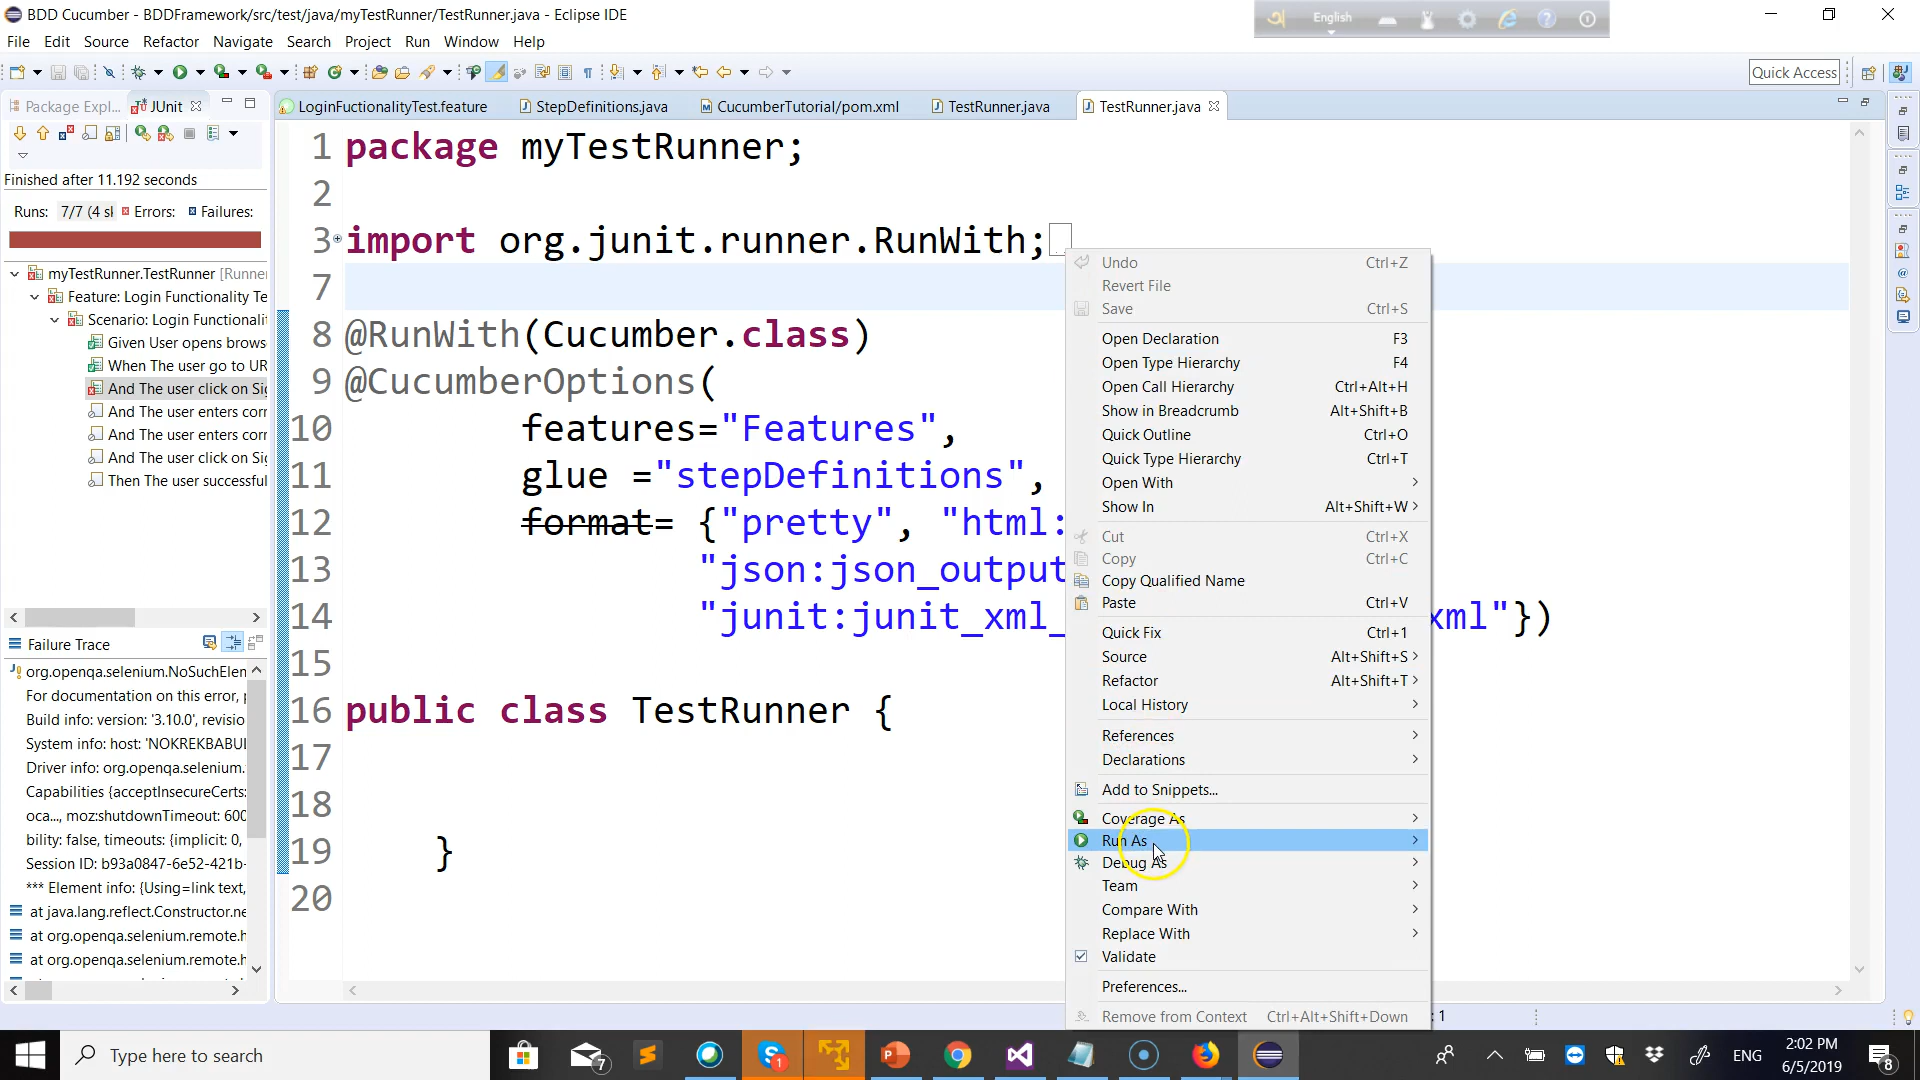 BDD Cucumber - BDDFramework/src/test/java/myTestRunner/TestRunner.java - Eclipse IDE
English
File Edit Source Refactor Navigate Search Project Run Window Help
Quick Access
Package Expl... JUnit
LoginFuctionalityTest.feature StepDefinitions.java CucumberTutorial/pom.xml TestRunner.java TestRunner.java
Finished after 11.192 seconds
Runs: 7/7 (4 sl Errors: Failures:
myTestRunner.TestRunner [Runner
Feature: Login Functionality Te
Scenario: Login Functionalit
Given User opens brows
When The user go to UR
And The user click on Sig
And The user enters corr
And The user enters corr
And The user click on Sig
Then The user successful
Failure Trace
org.openqa.selenium.NoSuchElen
For documentation on this error, p
Build info: version: '3.10.0', revisio
System info: host: 'NOKREKBABUI
Driver info: org.openqa.selenium.
Capabilities {acceptInsecureCerts:
oca..., moz:shutdownTimeout: 600
bility: false, timeouts: {implicit: 0,
Session ID: b93a0847-6e52-421b-
*** Element info: {Using=link text,
at java.lang.reflect.Constructor.ne
at org.openqa.selenium.remote.h
at org.openqa.selenium.remote.h
1 package myTestRunner;
2
3 import org.junit.runner.RunWith;
7
8 @RunWith(Cucumber.class)
9 @CucumberOptions(
10 features="Features",
11 glue ="stepDefinitions",
12 format= {"pretty", "html:
13 "json:json_output
14 "junit:junit_xml_ xml"})
15
16 public class TestRunner {
17
18
19 }
20
Undo Ctrl+Z
Revert File
Save Ctrl+S
Open Declaration F3
Open Type Hierarchy F4
Open Call Hierarchy Ctrl+Alt+H
Show in Breadcrumb Alt+Shift+B
Quick Outline Ctrl+O
Quick Type Hierarchy Ctrl+T
Open With
Show In Alt+Shift+W
Cut Ctrl+X
Copy Ctrl+C
Copy Qualified Name
Paste Ctrl+V
Quick Fix Ctrl+1
Source Alt+Shift+S
Refactor Alt+Shift+T
Local History
References
Declarations
Add to Snippets...
Coverage As
Run As
Debug As
Team
Compare With
Replace With
Validate
Preferences...
Remove from Context Ctrl+Alt+Shift+Down
: 1
Type here to search
7
1
ENG
2:02 PM
6/5/2019
8